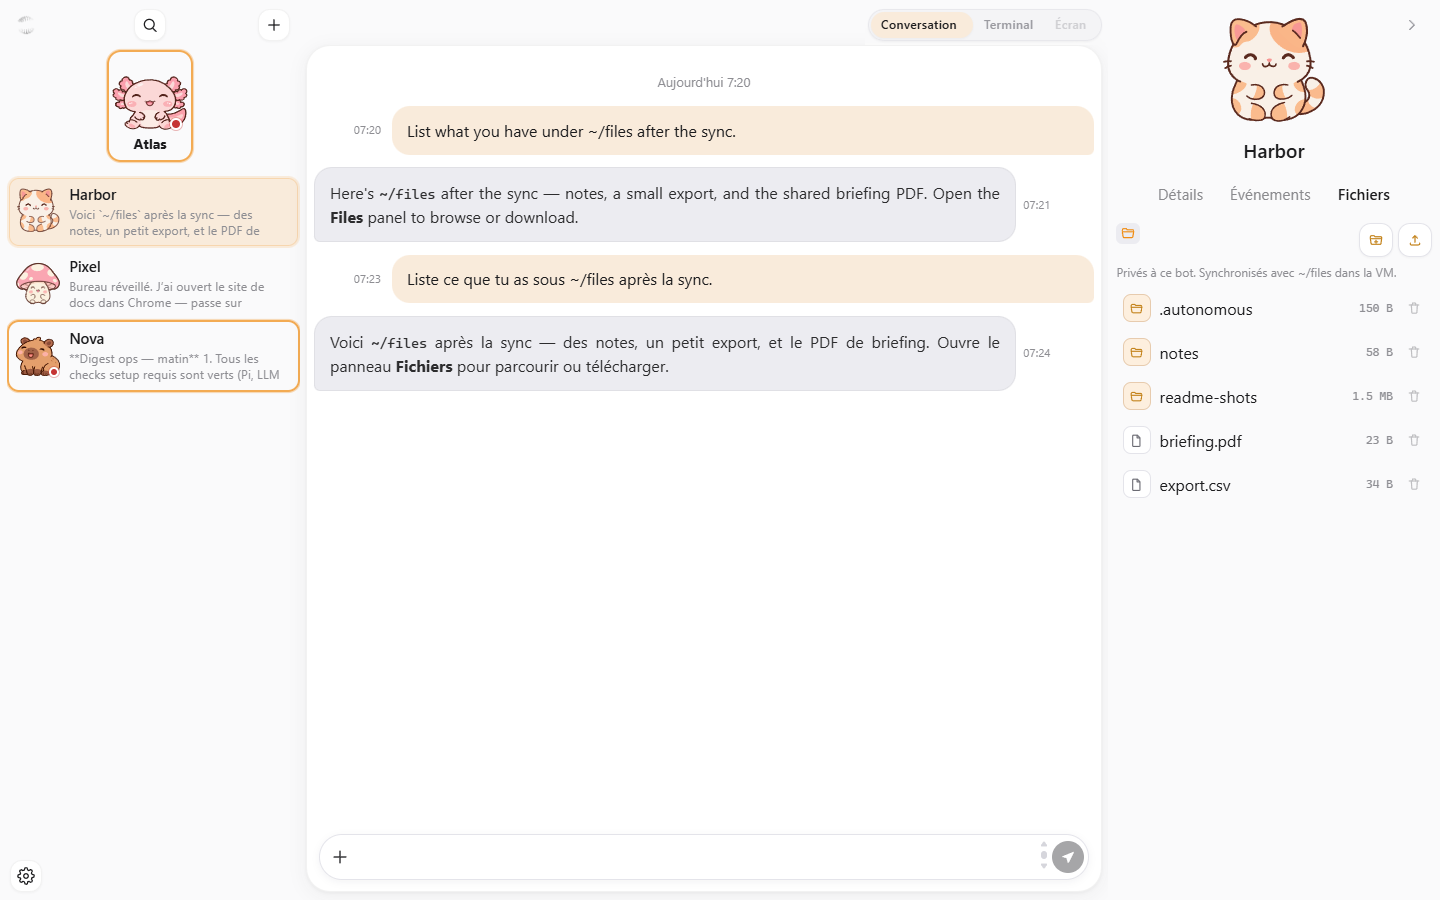 Atlas
Harbor
Voici `~/files` après la sync — des
notes, un petit export, et le PDF de
Pixel
Bureau réveillé. J'ai ouvert le site de
docs dans Chrome — passe sur
Nova
**Digest ops — matin** 1. Tous les
checks setup requis sont verts (Pi, LLM
Conversation
Terminal
Écran
Aujourd'hui 7:20
07:20
List what you have under ~/files after the sync.
Here's ~/files after the sync — notes, a small export, and the shared briefing PDF. Open the
Files panel to browse or download.
07:21
07:23
Liste ce que tu as sous ~/files après la sync.
Voici ~/files après la sync — des notes, un petit export, et le PDF de briefing. Ouvre le
panneau Fichiers pour parcourir ou télécharger.
07:24
Harbor
Détails
Événements
Fichiers
Privés à ce bot. Synchronisés avec ~/files dans la VM.
.autonomous 150 B
notes 58 B
readme-shots 1.5 MB
briefing.pdf 23 B
export.csv 34 B